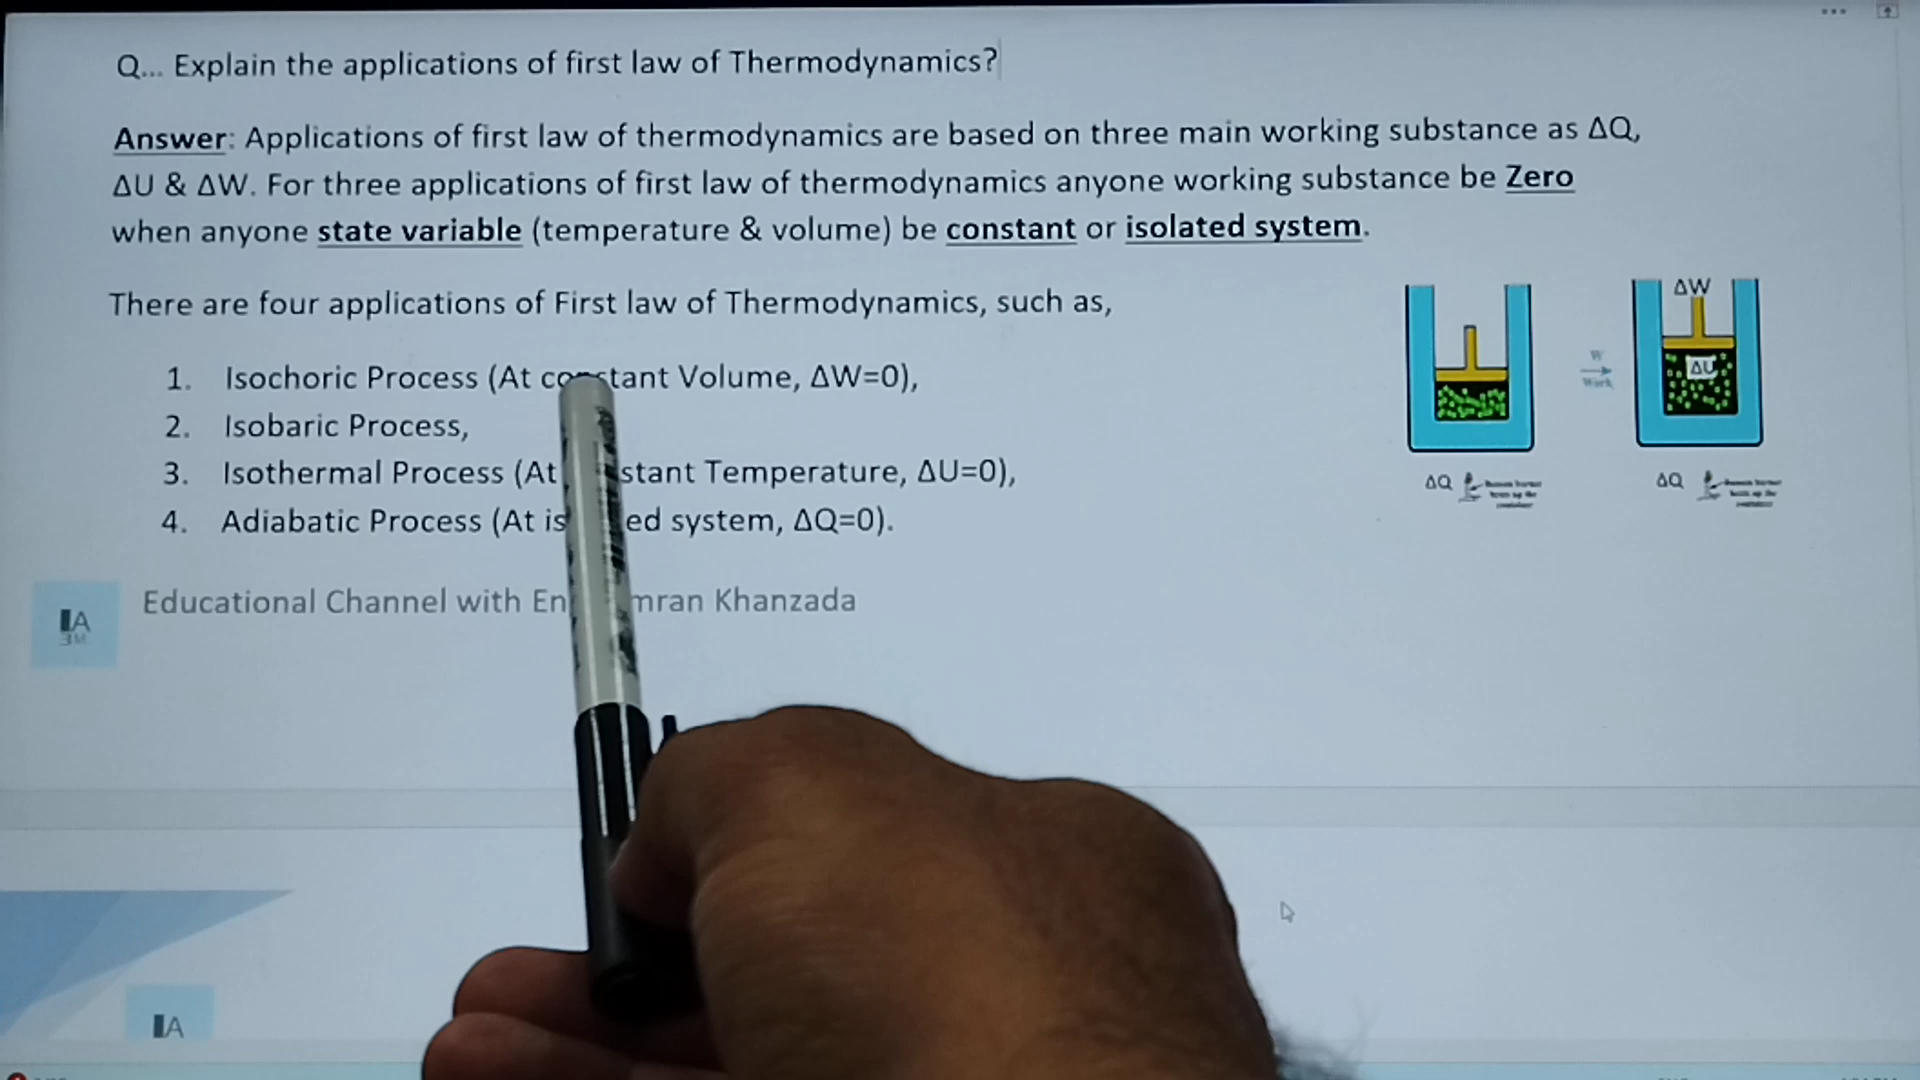 Q... Explain the applications of first law of Thermodynamics?
Answer: Applications of first law of thermodynamics are based on three main working substance as ΔQ,
ΔU & ΔW. For three applications of first law of thermodynamics anyone working substance be Zero
when anyone state variable (temperature & volume) be constant or isolated system.
There are four applications of First law of Thermodynamics, such as,
1. Isochoric Process (At constant Volume, ΔW=0),
2. Isobaric Process,
3. Isothermal Process (At stant Temperature, ΔU=0),
4. Adiabatic Process (At is ed system, ΔQ=0).
ΔW
ΔU
W
Work
ΔQ
ΔQ
Educational Channel with En mran Khanzada
IA
3M
IA